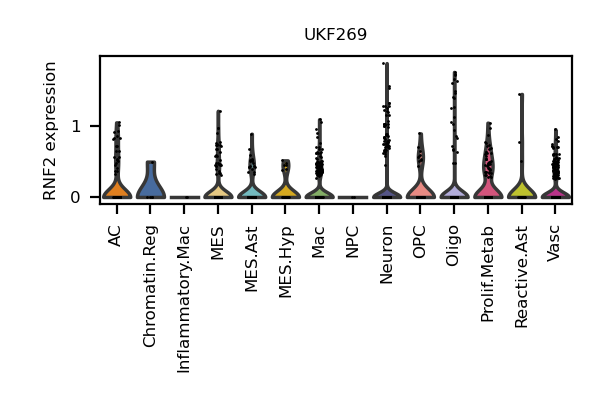 UKF269
RNF2 expression
1
0
AC
Chromatin.Reg
Inflammatory.Mac
MES
MES.Ast
MES.Hyp
Mac
NPC
Neuron
OPC
Oligo
Prolif.Metab
Reactive.Ast
Vasc